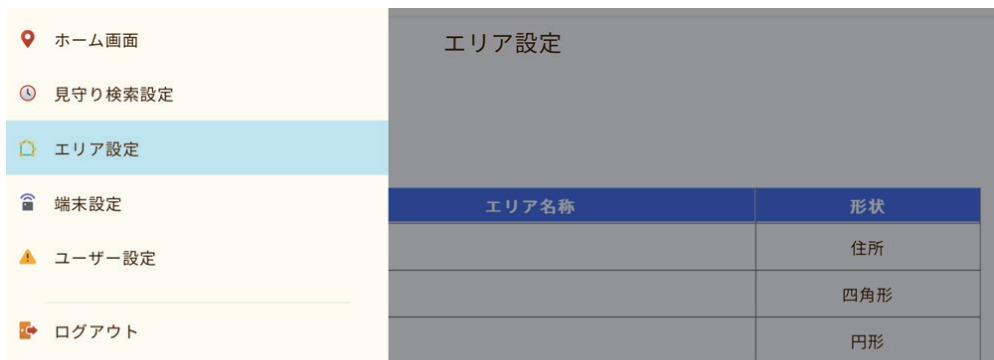 ホーム画面
見守り検索設定
エリア設定
端末設定
ユーザー設定
ログアウト
エリア設定
エリア名称 形状
住所
四角形
円形